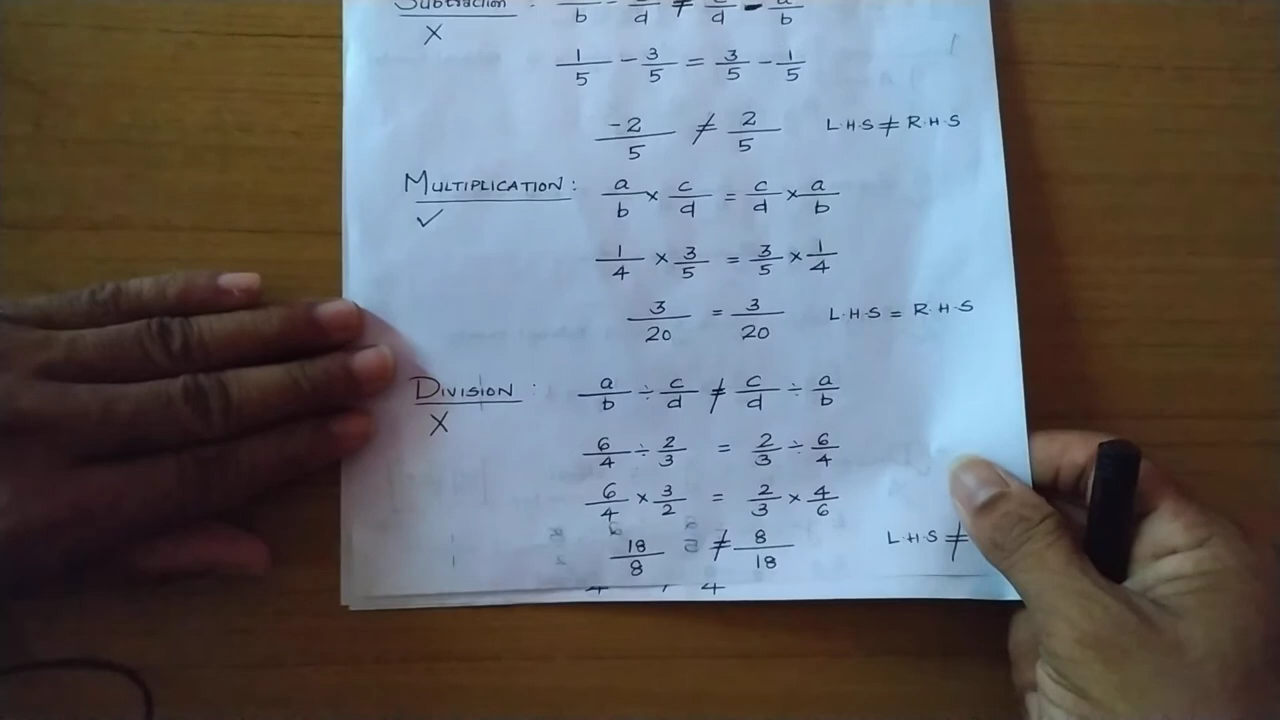 Subtraction : a/b - c/d ≠ c/d - a/b
X
1/5 - 3/5 = 3/5 - 1/5
-2/5 ≠ 2/5 L.H.S ≠ R.H.S
MULTIPLICATION : a/b × c/d = c/d × a/b
✓
1/4 × 3/5 = 3/5 × 1/4
3/20 = 3/20 L.H.S = R.H.S
DIVISION : a/b ÷ c/d ≠ c/d ÷ a/b
X
6/4 ÷ 2/3 = 2/3 ÷ 6/4
6/4 × 3/2 = 2/3 × 4/6
18/8 ≠ 8/18 L.H.S ≠